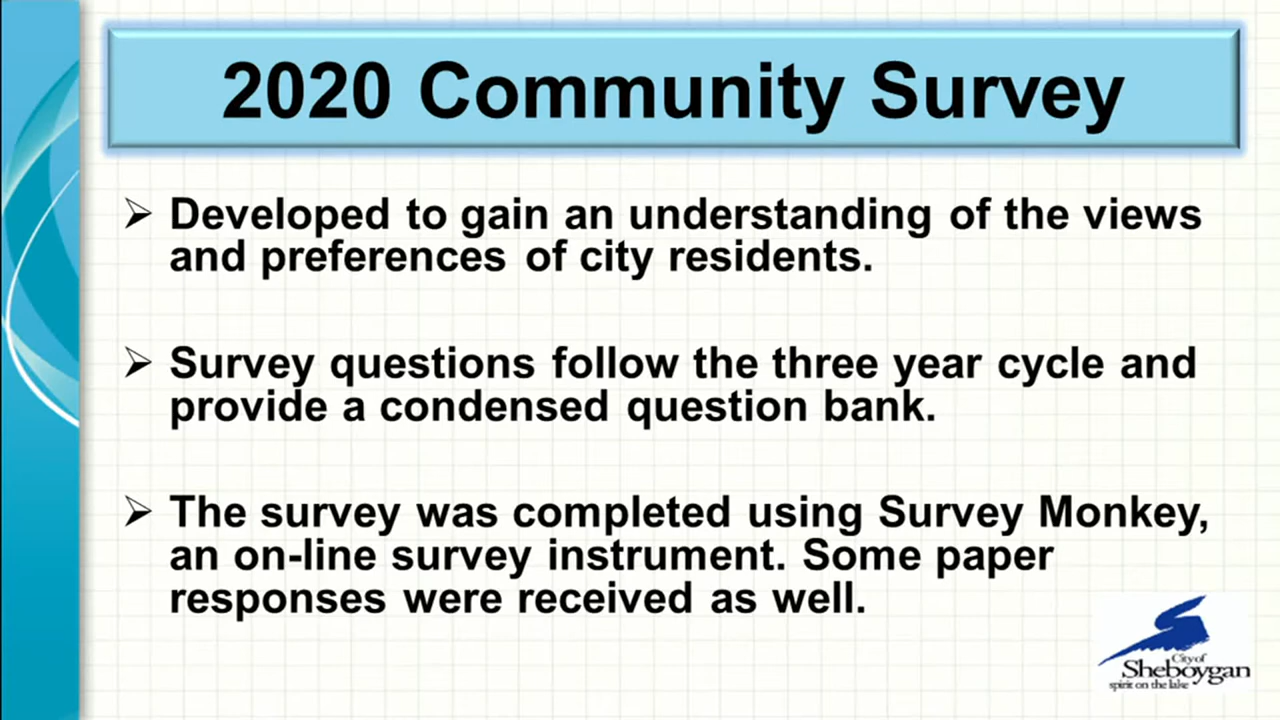 2020 Community Survey
Developed to gain an understanding of the views
and preferences of city residents.
Survey questions follow the three year cycle and
provide a condensed question bank.
The survey was completed using Survey Monkey,
an on-line survey instrument. Some paper
responses were received as well.
City of
Sheboygan
spirit on the lake